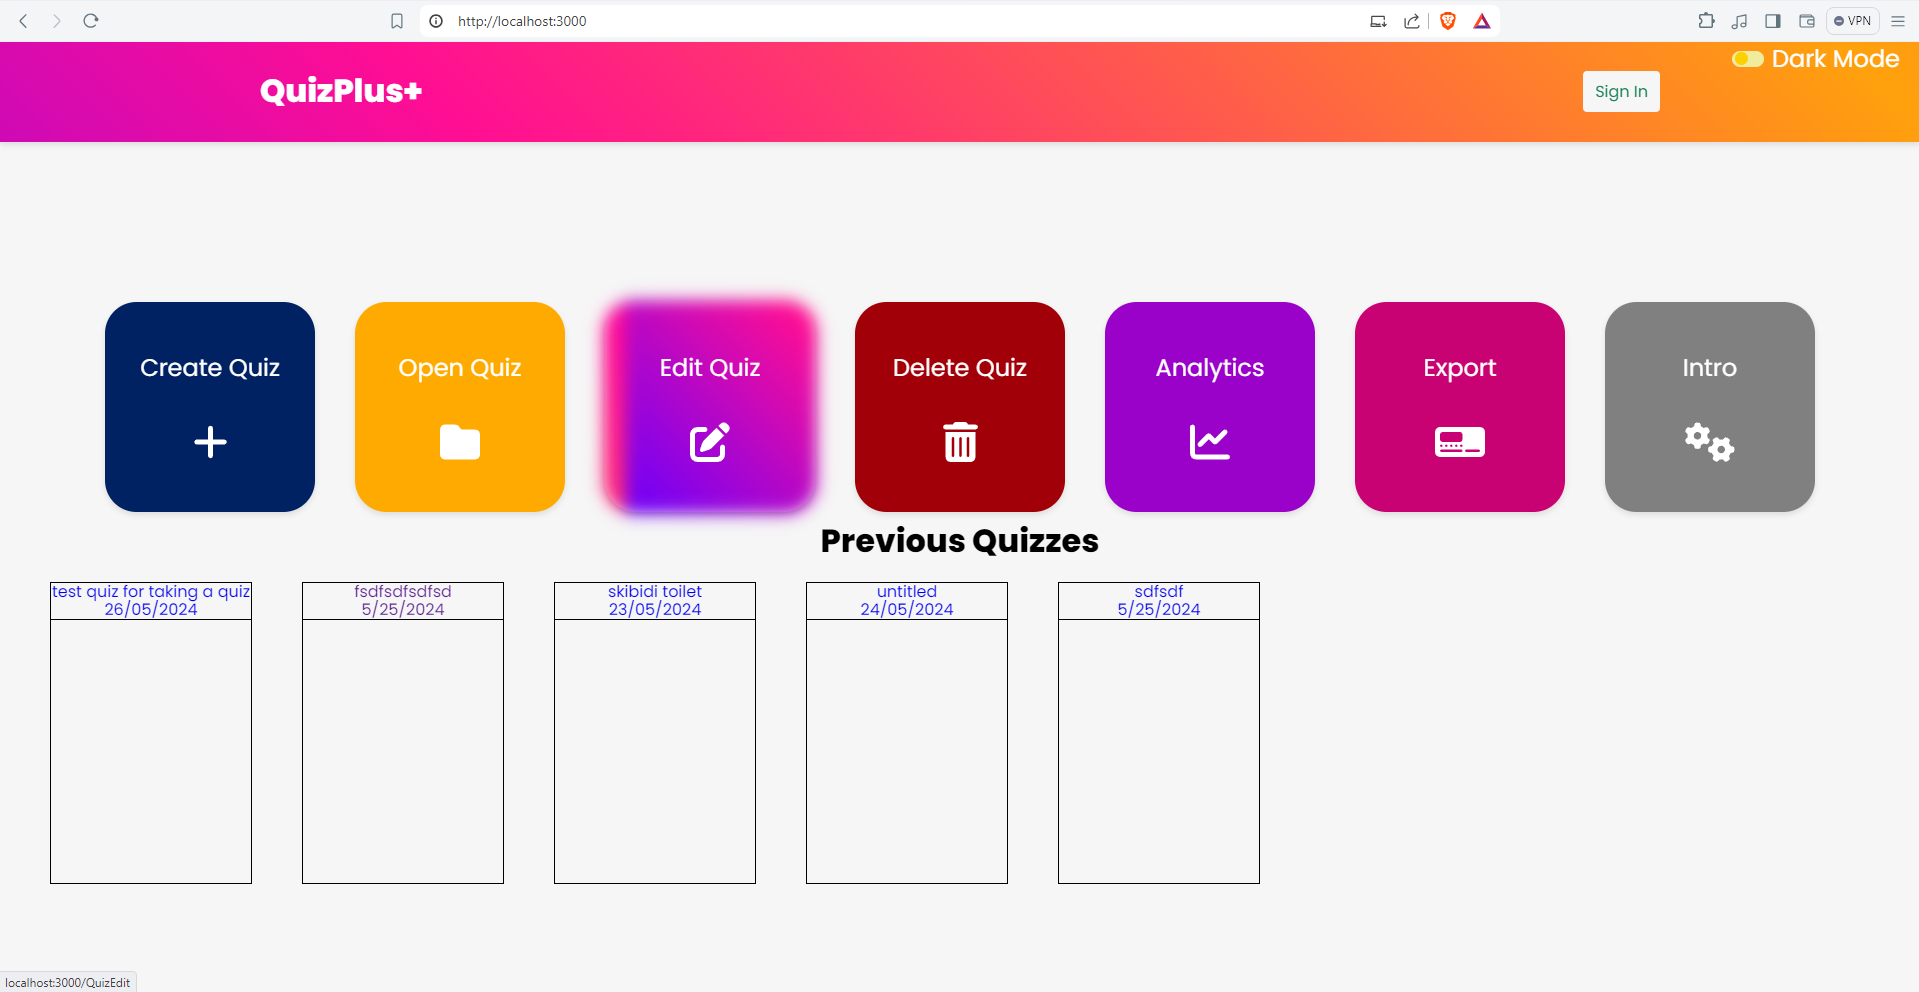 http://localhost:3000
VPN
Dark Mode
QuizPlus+
Sign In
Create Quiz
Open Quiz
Edit Quiz
Delete Quiz
Analytics
Export
Intro
Previous Quizzes
test quiz for taking a quiz
26/05/2024
fsdfsdfsdfsd
5/25/2024
skibidi toilet
23/05/2024
untitled
24/05/2024
sdfsdf
5/25/2024
localhost:3000/QuizEdit